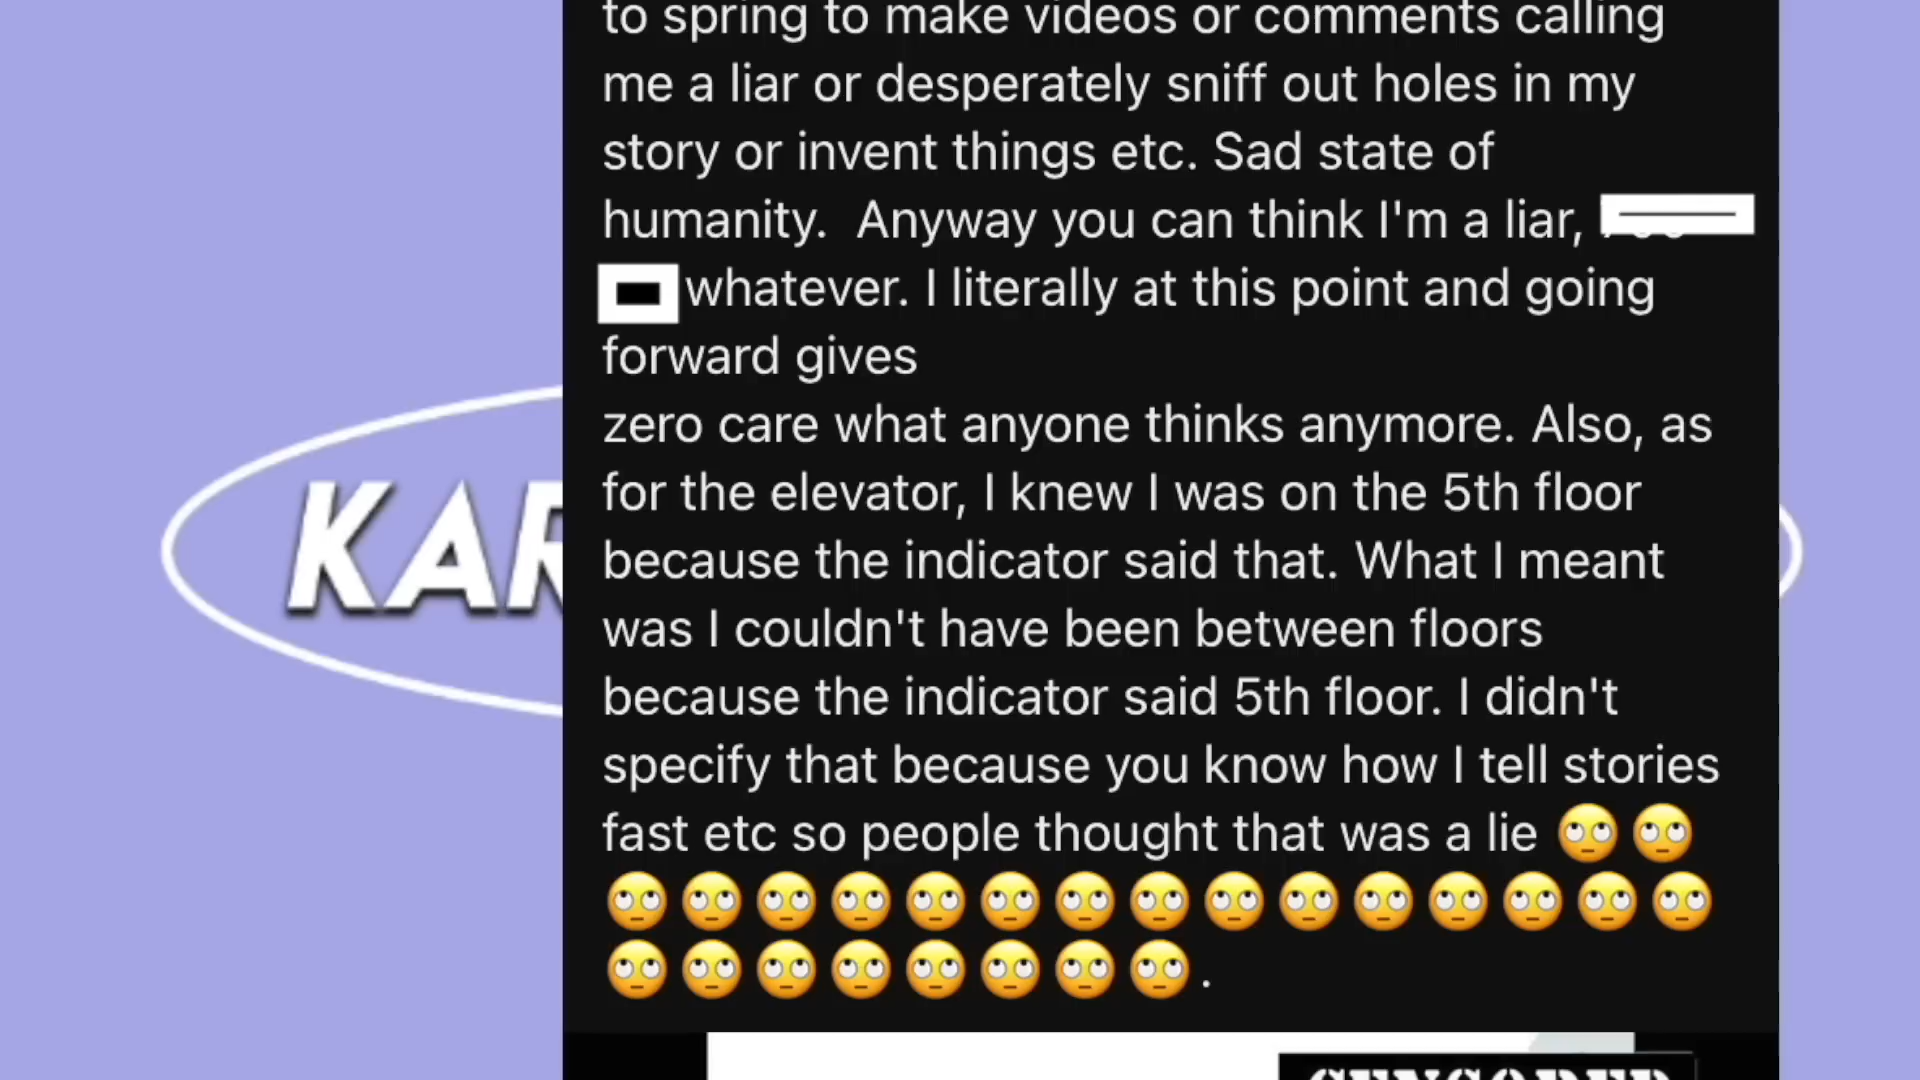 to spring to make videos or comments calling
me a liar or desperately sniff out holes in my
story or invent things etc. Sad state of
humanity.  Anyway you can think I'm a liar,
whatever. I literally at this point and going
forward gives
zero care what anyone thinks anymore. Also, as
for the elevator, I knew I was on the 5th floor
because the indicator said that. What I meant
was I couldn't have been between floors
because the indicator said 5th floor. I didn't
specify that because you know how I tell stories
fast etc so people thought that was a lie 🙄🙄
🙄🙄🙄🙄🙄🙄🙄🙄🙄🙄🙄🙄🙄🙄🙄
🙄🙄🙄🙄🙄🙄🙄🙄.
KAR
CENSORED